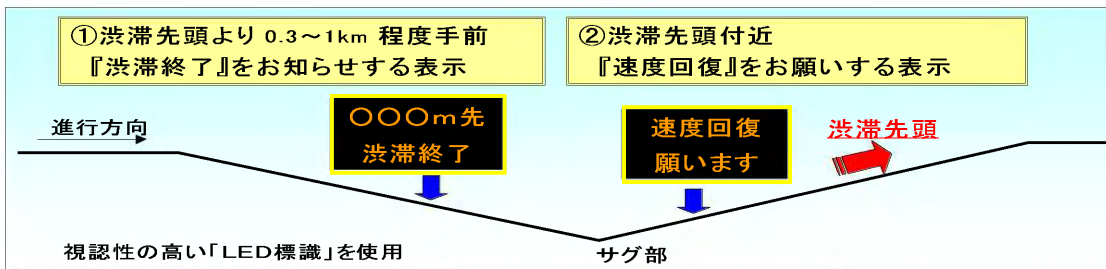 ①渋滞先頭より 0.3～1km 程度手前
『渋滞終了』をお知らせする表示
②渋滞先頭付近
『速度回復』をお願いする表示
進行方向
〇〇〇m先
渋滞終了
速度回復
願います
渋滞先頭
視認性の高い「LED標識」を使用
サグ部